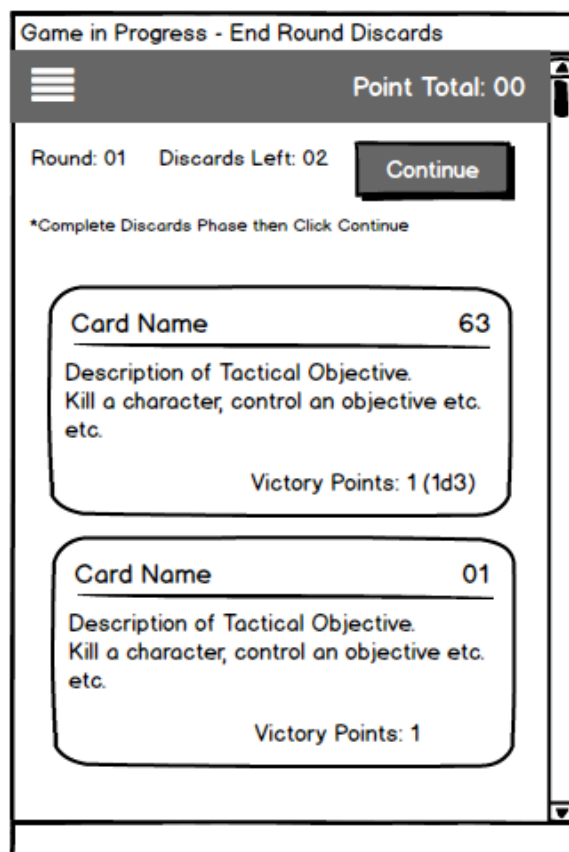 Game in Progress - End Round Discards
Point Total: 00
Round: 01 Discards Left: 02 Continue
*Complete Discards Phase then Click Continue
Card Name 63
Description of Tactical Objective.
Kill a character, control an objective etc.
etc.
Victory Points: 1 (1d3)
Card Name 01
Description of Tactical Objective.
Kill a character, control an objective etc.
etc.
Victory Points: 1